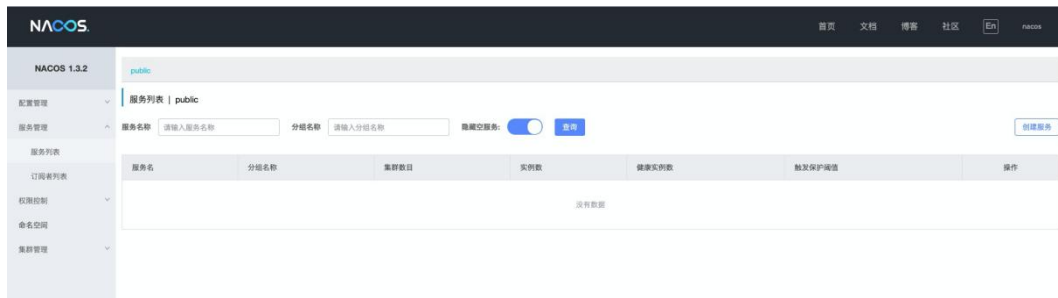 NACOS.
首页 文档 博客 社区 En nacos
NACOS 1.3.2
public
配置管理
服务列表 | public
服务管理
服务名称 请输入服务名称 分组名称 请输入分组名称 隐藏空服务: 查询 创建服务
服务列表
订阅者列表
服务名 分组名称 集群数目 实例数 健康实例数 触发保护阈值 操作
权限控制
没有数据
命名空间
集群管理